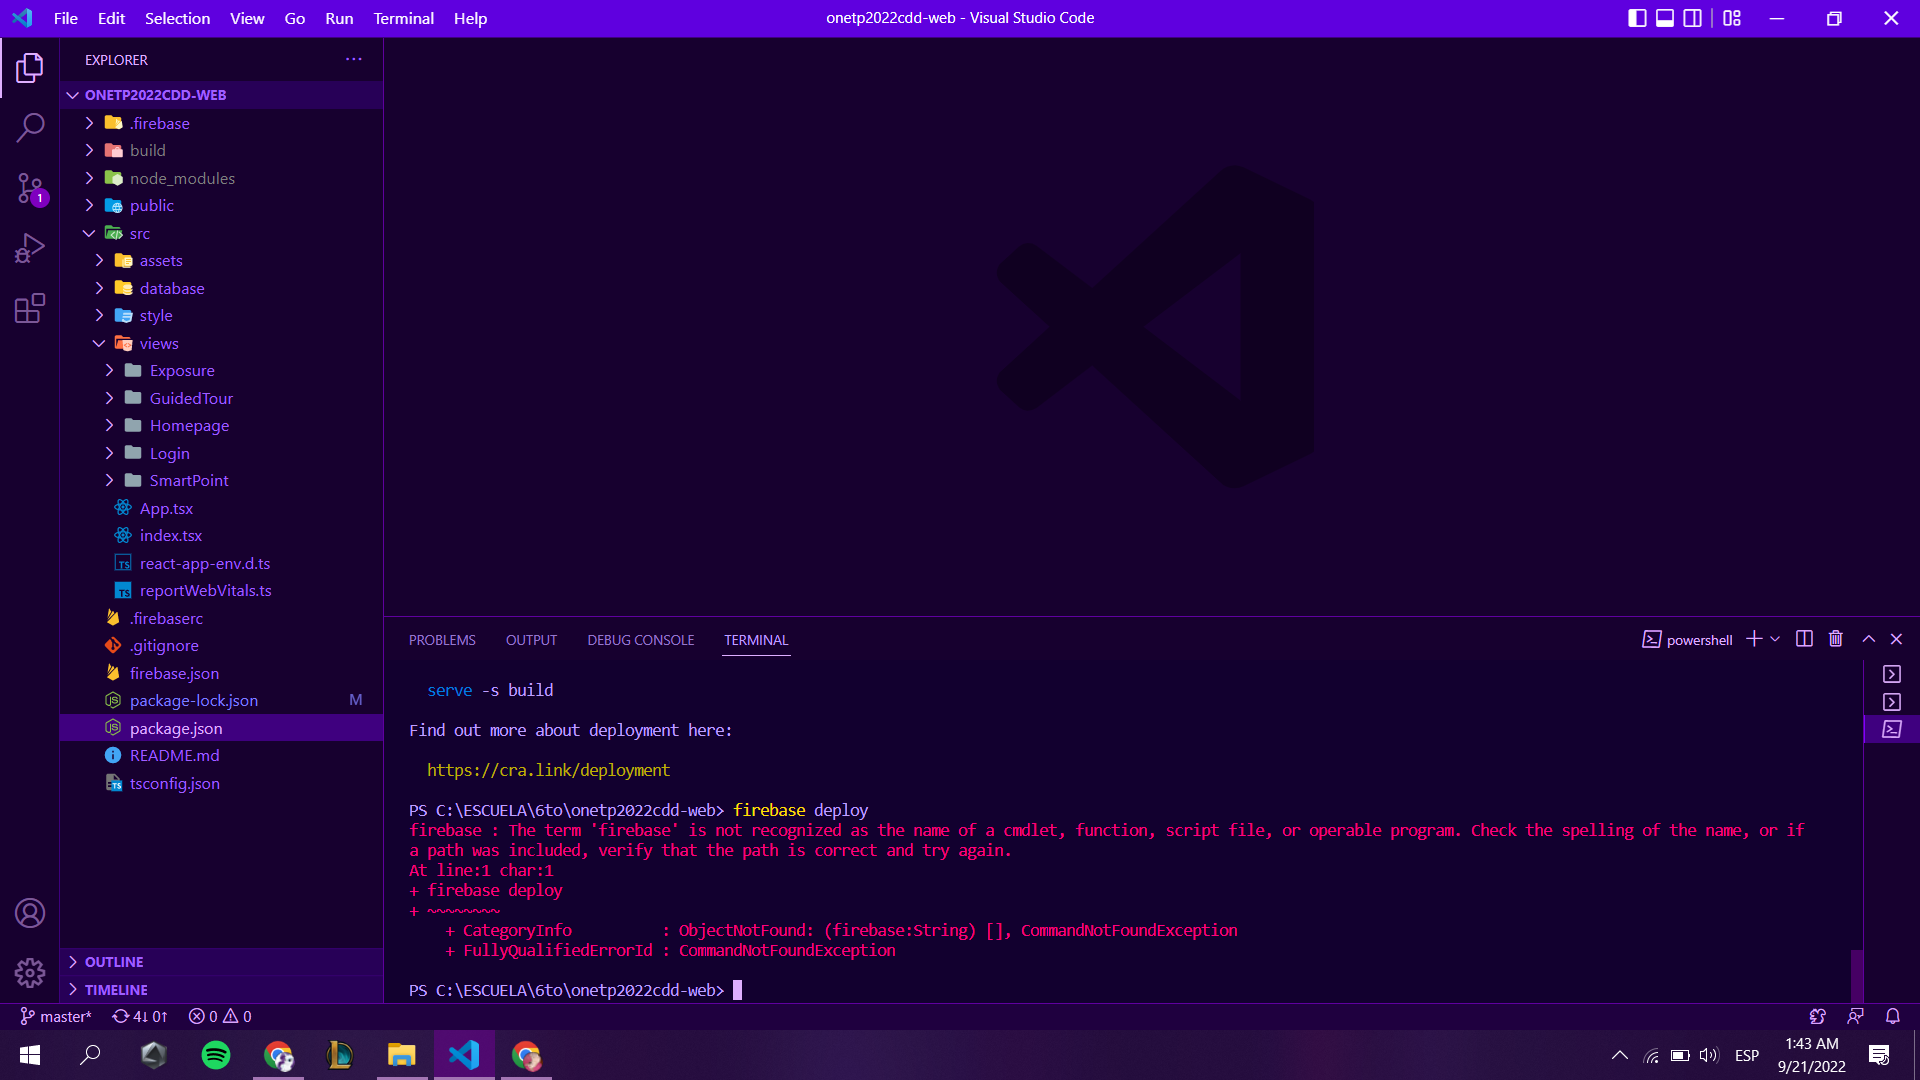 File Edit Selection View Go Run Terminal Help
onetp2022cdd-web - Visual Studio Code
EXPLORER
ONETP2022CDD-WEB
.firebase
build
node_modules
public
src
assets
database
style
views
Exposure
GuidedTour
Homepage
Login
SmartPoint
App.tsx
index.tsx
TS react-app-env.d.ts
TS reportWebVitals.ts
.firebaserc
.gitignore
firebase.json
package-lock.json M
package.json
README.md
TS tsconfig.json
OUTLINE
TIMELINE
1
PROBLEMS OUTPUT DEBUG CONSOLE TERMINAL
powershell
serve -s build
Find out more about deployment here:
https://cra.link/deployment
PS C:\ESCUELA\6to\onetp2022cdd-web> firebase deploy
firebase : The term 'firebase' is not recognized as the name of a cmdlet, function, script file, or operable program. Check the spelling of the name, or if
a path was included, verify that the path is correct and try again.
At line:1 char:1
+ firebase deploy
+ ~~~~~~~~
+ CategoryInfo : ObjectNotFound: (firebase:String) [], CommandNotFoundException
+ FullyQualifiedErrorId : CommandNotFoundException
PS C:\ESCUELA\6to\onetp2022cdd-web>
master* 4↓ 0↑ 0 0
ESP
1:43 AM
9/21/2022